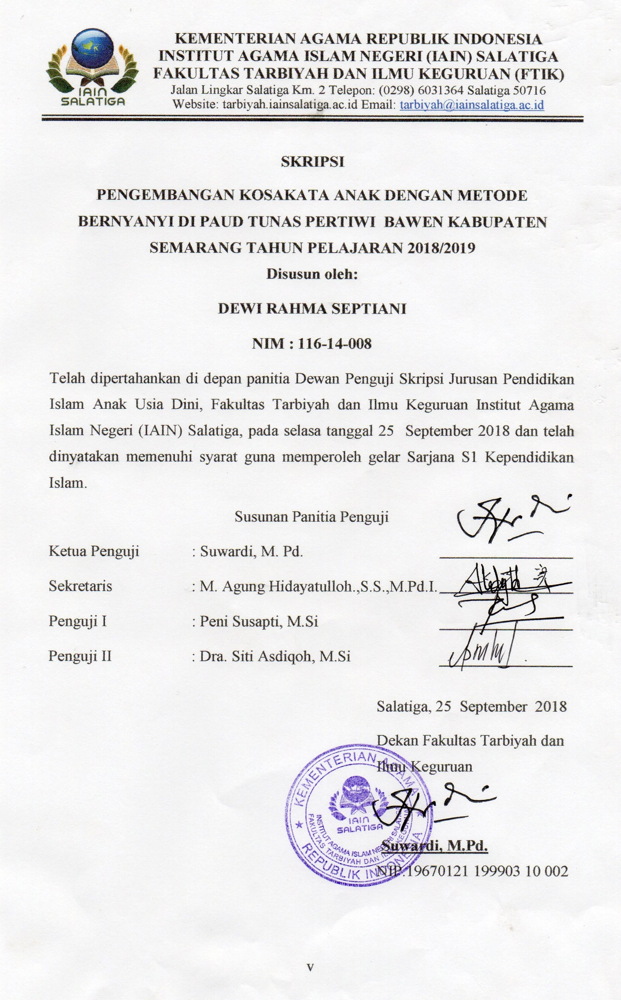 KEMENTERIAN AGAMA REPUBLIK INDONESIA
INSTITUT AGAMA ISLAM NEGERI (IAIN) SALATIGA
FAKULTAS TARBIYAH DAN ILMU KEGURUAN (FTIK)
Jalan Lingkar Salatiga Km. 2 Telepon: (0298) 6031364 Salatiga 50716
Website: tarbiyah.iainsalatiga.ac.id Email: tarbiyah@iainsalatiga.ac.id
IAIN
SALATIGA
SKRIPSI
PENGEMBANGAN KOSAKATA ANAK DENGAN METODE
BERNYANYI DI PAUD TUNAS PERTIWI BAWEN KABUPATEN
SEMARANG TAHUN PELAJARAN 2018/2019
Disusun oleh:
DEWI RAHMA SEPTIANI
NIM : 116-14-008
Telah dipertahankan di depan panitia Dewan Penguji Skripsi Jurusan Pendidikan
Islam Anak Usia Dini, Fakultas Tarbiyah dan Ilmu Keguruan Institut Agama
Islam Negeri (IAIN) Salatiga, pada selasa tanggal 25 September 2018 dan telah
dinyatakan memenuhi syarat guna memperoleh gelar Sarjana S1 Kependidikan
Islam.
Susunan Panitia Penguji
Ketua Penguji : Suwardi, M. Pd.
Sekretaris : M. Agung Hidayatulloh.,S.S.,M.Pd.I.
Penguji I : Peni Susapti, M.Si
Penguji II : Dra. Siti Asdiqoh, M.Si
Salatiga, 25 September 2018
Dekan Fakultas Tarbiyah dan
Ilmu Keguruan
KEMENTERIAN AGAMA
IAIN
SALATIGA
INSTITUT AGAMA ISLAM NEGERI SALATIGA
FAKULTAS TARBIYAH DAN ILMU KEGURUAN
REPUBLIK INDONESIA
Suwardi, M.Pd.
NIP.19670121 199903 10 002
v